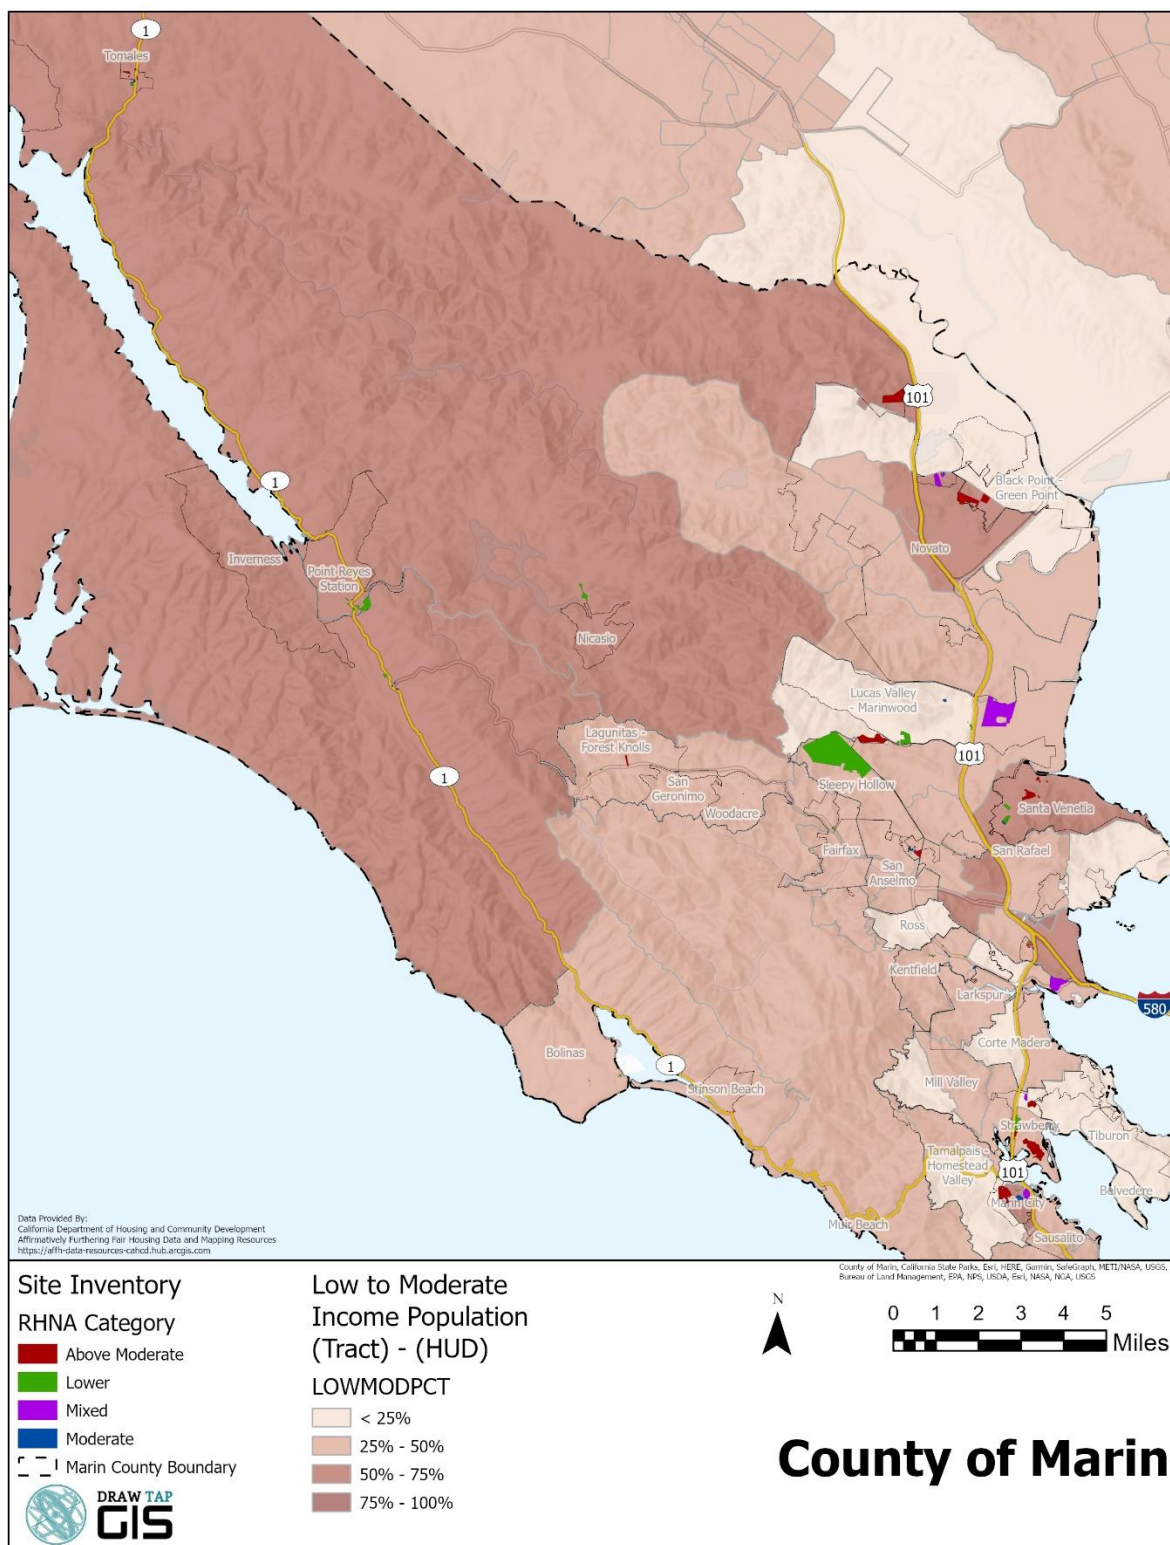 1
Tomales
101
Black Point -
Green Point
1
Novato
Inverness
Point Reyes
Station
Nicasio
Lucas Valley
- Marinwood
Lagunitas -
Forest Knolls
101
1
San
Geronimo
Sleepy Hollow
Woodacre
Santa Venetia
Fairfax
San Rafael
San
Anselmo
Ross
Kentfield
Larkspur
580
Corte Madera
Bolinas
1
Stinson Beach
Mill Valley
Strawberry
Tiburon
Tamalpais -
Homestead
Valley
101
Belvedere
Marin City
Muir Beach
Sausalito
Data Provided By:
California Department of Housing and Community Development
Affirmatively Furthering Fair Housing Data and Mapping Resources
https://affh-data-resources-cahcd.hub.arcgis.com
County of Marin, California State Parks, Esri, HERE, Garmin, SafeGraph, METI/NASA, USGS,
Bureau of Land Management, EPA, NPS, USDA, Esri, NASA, NGA, USGS
Site Inventory
RHNA Category
Above Moderate
Lower
Mixed
Moderate
Marin County Boundary
DRAW TAP
GIS
Low to Moderate
Income Population
(Tract) - (HUD)
LOWMODPCT
< 25%
25% - 50%
50% - 75%
75% - 100%
N
0 1 2 3 4 5
Miles
County of Marin